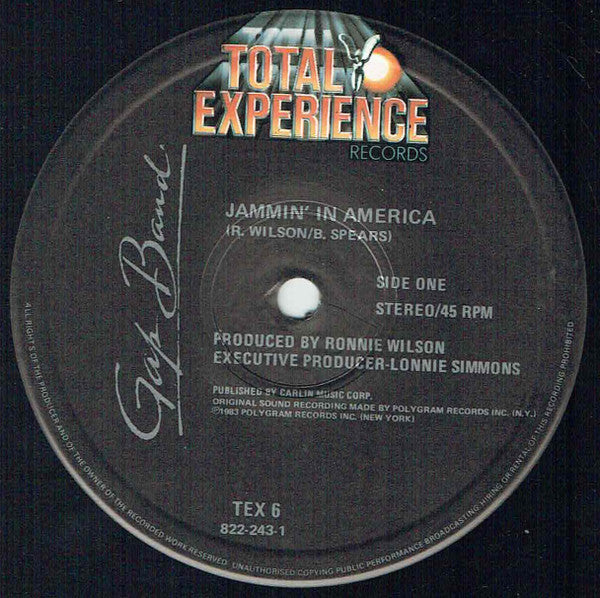 TOTAL
EXPERIENCE
RECORDS
Gap Band
JAMMIN' IN AMERICA
(R. WILSON/B. SPEARS)
SIDE ONE
STEREO/45 RPM
PRODUCED BY RONNIE WILSON
EXECUTIVE PRODUCER-LONNIE SIMMONS
PUBLISHED BY CARLIN MUSIC CORP.
ORIGINAL SOUND RECORDING MADE BY POLYGRAM RECORDS INC. (N.Y.)
℗1983 POLYGRAM RECORDS INC. (NEW YORK)
TEX 6
822-243-1
ALL RIGHTS OF THE PRODUCER AND OF THE OWNER OF THE RECORDED WORK RESERVED. UNAUTHORISED COPYING PUBLIC PERFORMANCE BROADCASTING HIRING OR RENTAL OF THIS RECORDING PROHIBITED